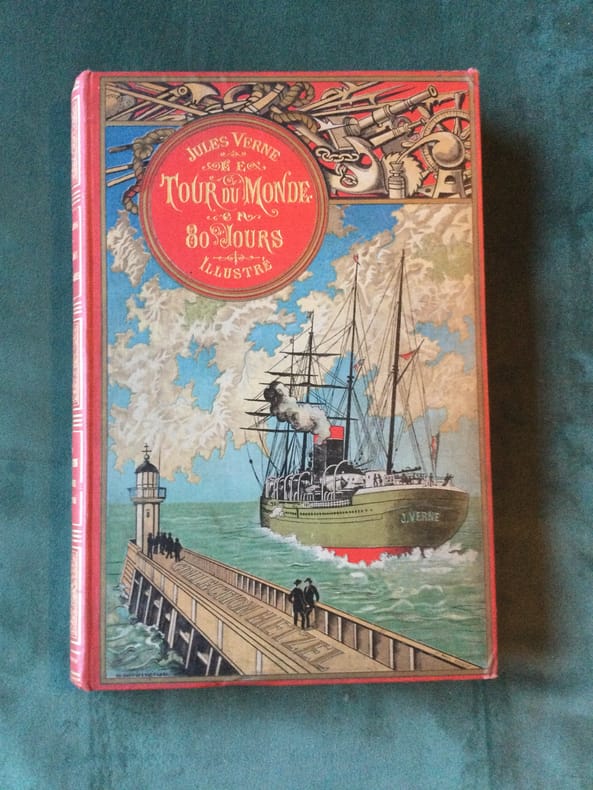 JULES VERNE
LE
TOUR DU MONDE
EN
80 JOURS
ILLUSTRÉ
J. VERNE
COLLECTION HETZEL